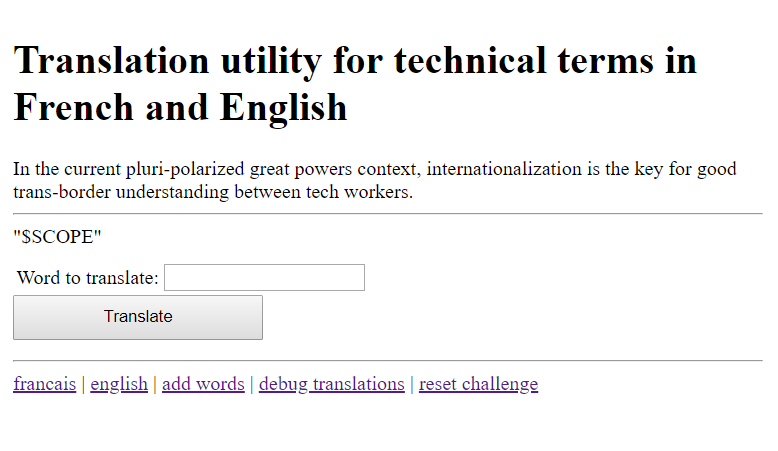 Translation utility for technical terms in
French and English
In the current pluri-polarized great powers context, internationalization is the key for good
trans-border understanding between tech workers.
"$SCOPE"
Word to translate:
Translate
francais | english | add words | debug translations | reset challenge